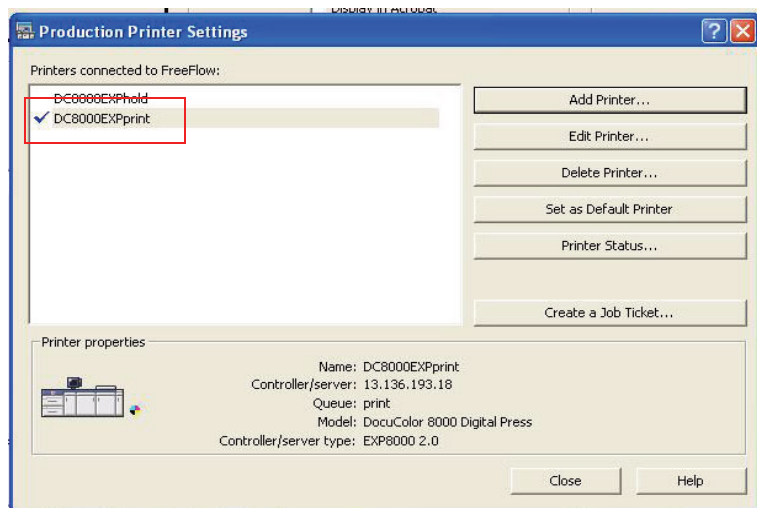 Display in Acrobat
Production Printer Settings
Printers connected to FreeFlow:
DC8000EXPhold
DC8000EXPprint
Add Printer...
Edit Printer...
Delete Printer...
Set as Default Printer
Printer Status...
Create a Job Ticket...
Printer properties
Name: DC8000EXPprint
Controller/server: 13.136.193.18
Queue: print
Model: DocuColor 8000 Digital Press
Controller/server type: EXP8000 2.0
Close
Help